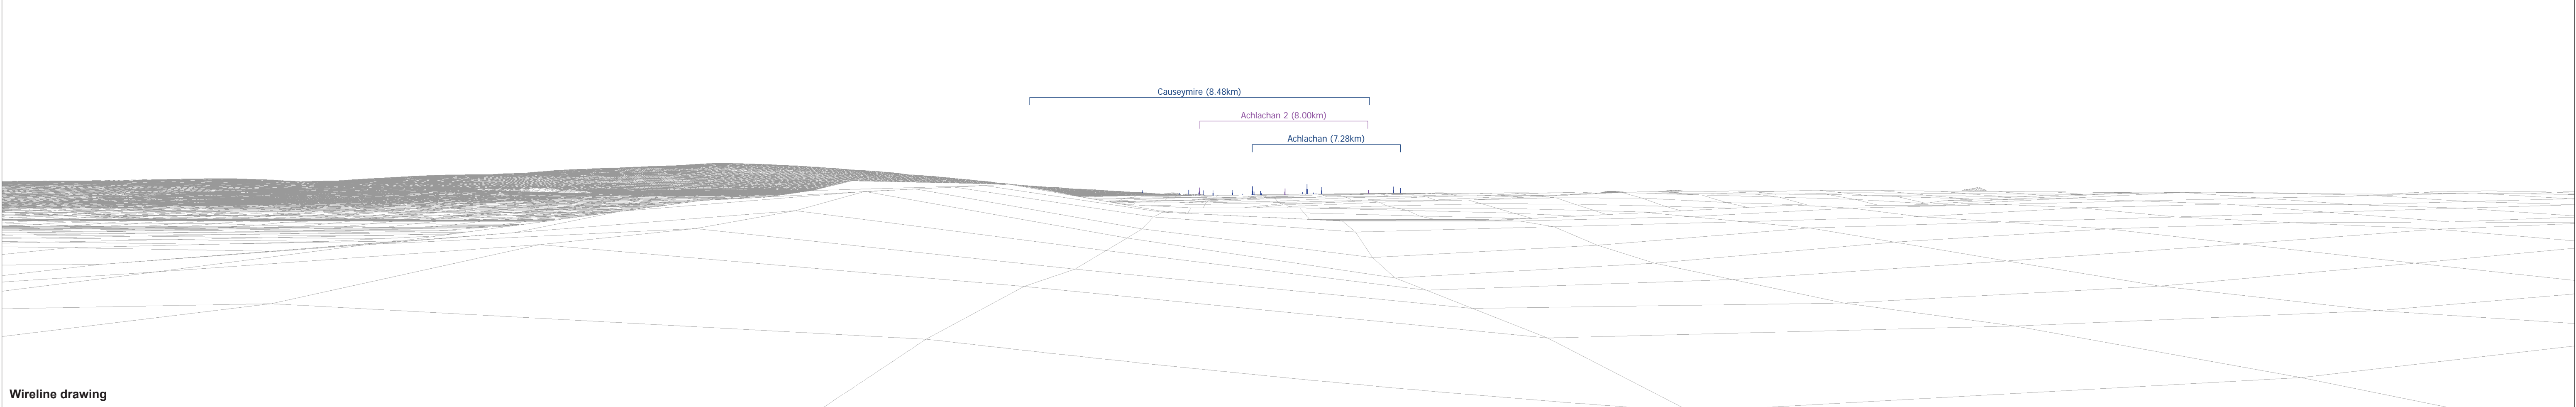 Causeymire (8.48km)
Achlachan 2 (8.00km)
Achlachan (7.28km)
Wireline drawing